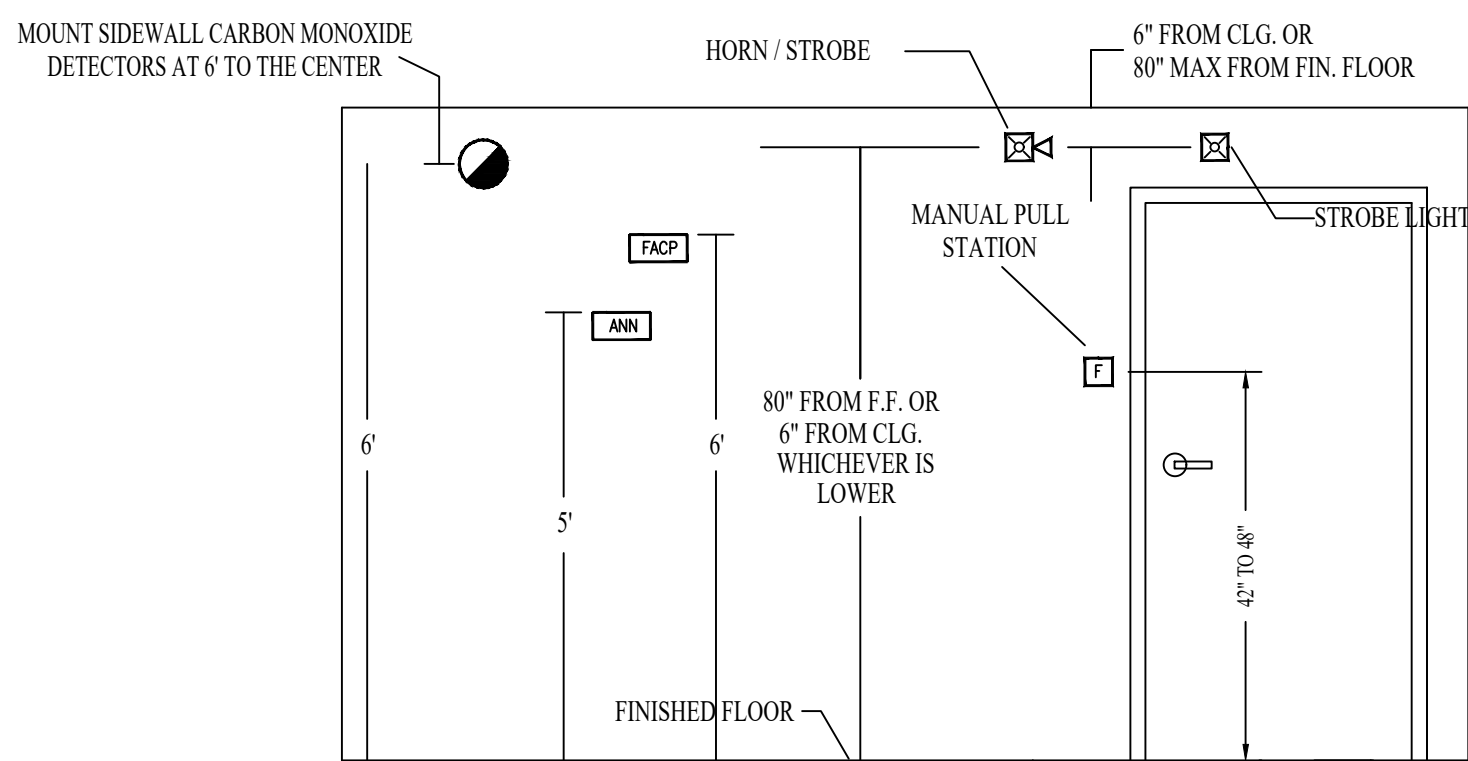 MOUNT SIDEWALL CARBON MONOXIDE
DETECTORS AT 6' TO THE CENTER
HORN / STROBE
6" FROM CLG. OR
80" MAX FROM FIN. FLOOR
STROBE LIGHT
MANUAL PULL
STATION
FACP
ANN
F
6'
5'
6'
80" FROM F.F. OR
6" FROM CLG.
WHICHEVER IS
LOWER
42" TO 48"
FINISHED FLOOR